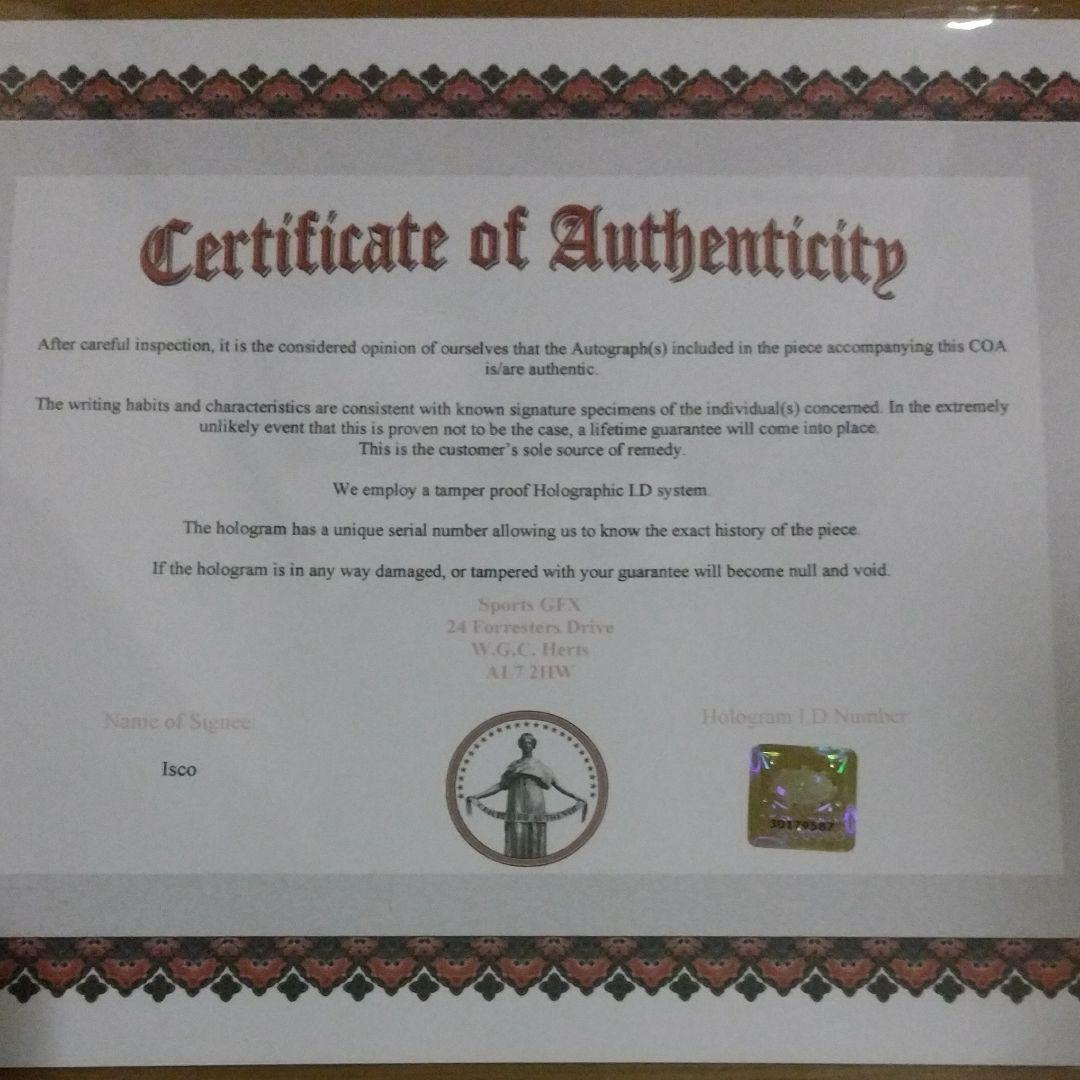 Certificate of Authenticity
After careful inspection, it is the considered opinion of ourselves that the Autograph(s) included in the piece accompanying this COA
is/are authentic.
The writing habits and characteristics are consistent with known signature specimens of the individual(s) concerned. In the extremely
unlikely event that this is proven not to be the case, a lifetime guarantee will come into place.
This is the customer's sole source of remedy.
We employ a tamper proof Holographic I.D system.
The hologram has a unique serial number allowing us to know the exact history of the piece.
If the hologram is in any way damaged, or tampered with your guarantee will become null and void.
Sports GFX
24 Forresters Drive
W.G.C. Herts
AL7 2HW
Name of Signee:
Hologram I.D Number:
Isco
CERTIFIED AUTHENTIC
30179587